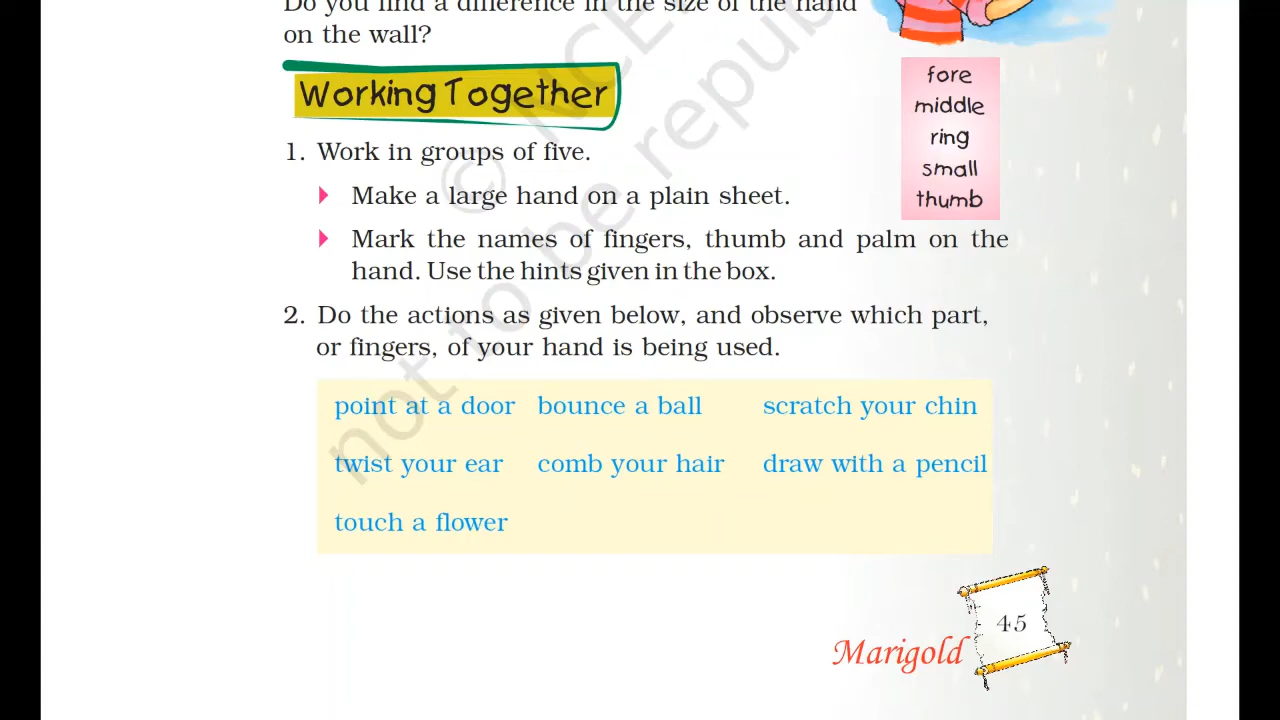 Do you find a difference in the size of the hand
on the wall?
Working Together
fore
middle
ring
small
thumb
1. Work in groups of five.
Make a large hand on a plain sheet.
Mark the names of fingers, thumb and palm on the
hand. Use the hints given in the box.
2. Do the actions as given below, and observe which part,
or fingers, of your hand is being used.
point at a door bounce a ball scratch your chin
twist your ear comb your hair draw with a pencil
touch a flower
45
Marigold
© NCE
not to be repub